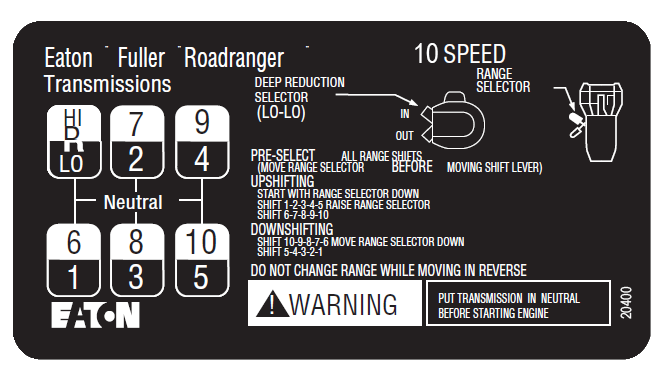 Eaton Fuller Roadranger
Transmissions
10 SPEED
DEEP REDUCTION
SELECTOR
(LO-LO)
IN
OUT
RANGE
SELECTOR
HI
R
LO
7
2
9
4
Neutral
6
1
8
3
10
5
PRE-SELECT ALL RANGE SHIFTS
(MOVE RANGE SELECTOR BEFORE MOVING SHIFT LEVER)
UPSHIFTING
START WITH RANGE SELECTOR DOWN
SHIFT 1-2-3-4-5 RAISE RANGE SELECTOR
SHIFT 6-7-8-9-10
DOWNSHIFTING
SHIFT 10-9-8-7-6 MOVE RANGE SELECTOR DOWN
SHIFT 5-4-3-2-1
DO NOT CHANGE RANGE WHILE MOVING IN REVERSE
EATON
WARNING
PUT TRANSMISSION IN NEUTRAL
BEFORE STARTING ENGINE
20400